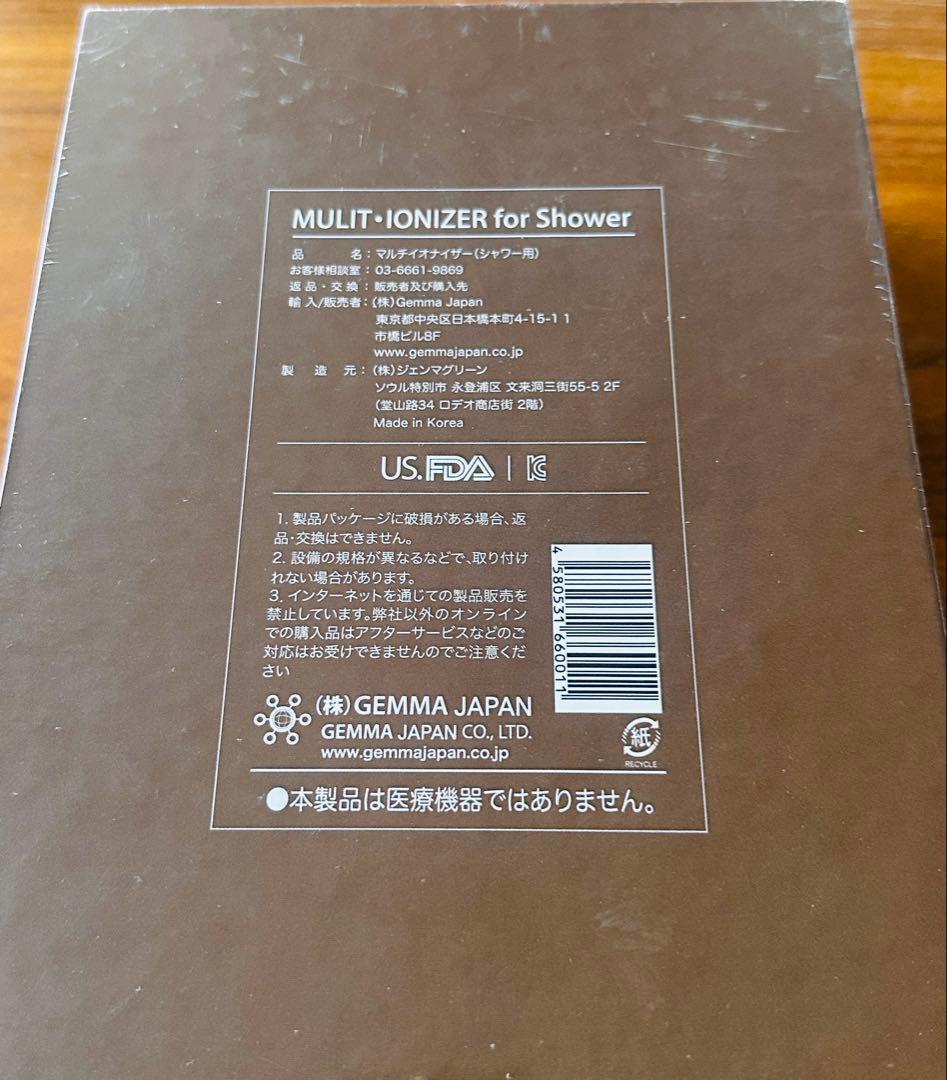 MULIT・IONIZER for Shower
品 名：マルチイオナイザー（シャワー用）
お客様相談室：03-6661-9869
返品・交換：販売者及び購入先
輸入/販売者：（株）Gemma Japan
東京都中央区日本橋本町4-15-1 1
市橋ビル8F
www.gemmajapan.co.jp
製 造 元：（株）ジェンマグリーン
ソウル特別市 永登浦区 文来洞三街55-5 2F
（堂山路34 ロデオ商店街 2階）
Made in Korea
US.FDA | KC
1. 製品パッケージに破損がある場合、返
品・交換はできません。
2. 設備の規格が異なるなどで、取り付け
れない場合があります。
3. インターネットを通じての製品販売を
禁止しています。弊社以外のオンライン
での購入品はアフターサービスなどのご
対応はお受けできませんのでご注意くだ
さい
4 580531 660011
（株）GEMMA JAPAN
GEMMA JAPAN CO., LTD.
www.gemmajapan.co.jp
紙
RECYCLE
●本製品は医療機器ではありません。